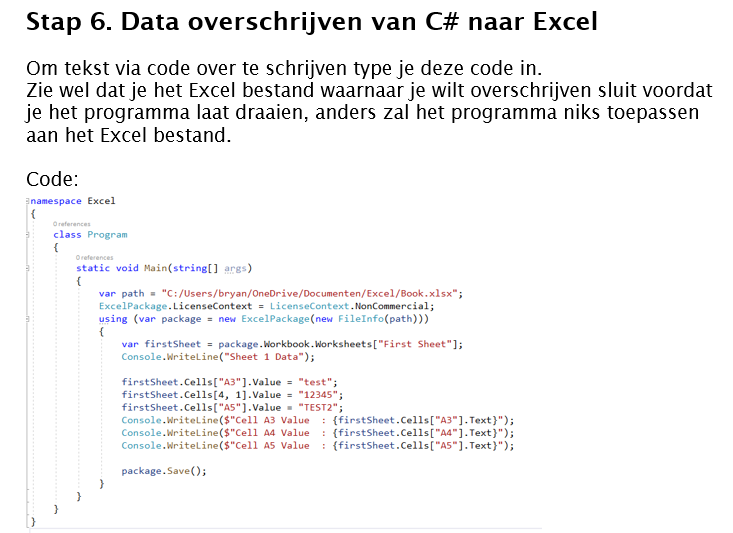 Stap 6. Data overschrijven van C# naar Excel
Om tekst via code over te schrijven type je deze code in.
Zie wel dat je het Excel bestand waarnaar je wilt overschrijven sluit voordat
je het programma laat draaien, anders zal het programma niks toepassen
aan het Excel bestand.
Code:
namespace Excel
{
0 references
class Program
{
0 references
static void Main(string[] args)
{
var path = "C:/Users/bryan/OneDrive/Documenten/Excel/Book.xlsx";
ExcelPackage.LicenseContext = LicenseContext.NonCommercial;
using (var package = new ExcelPackage(new FileInfo(path)))
{
var firstSheet = package.Workbook.Worksheets["First Sheet"];
Console.WriteLine("Sheet 1 Data");
firstSheet.Cells["A3"].Value = "test";
firstSheet.Cells[4, 1].Value = "12345";
firstSheet.Cells["A5"].Value = "TEST2";
Console.WriteLine($"Cell A3 Value : {firstSheet.Cells["A3"].Text}");
Console.WriteLine($"Cell A4 Value : {firstSheet.Cells["A4"].Text}");
Console.WriteLine($"Cell A5 Value : {firstSheet.Cells["A5"].Text}");
package.Save();
}
}
}
}